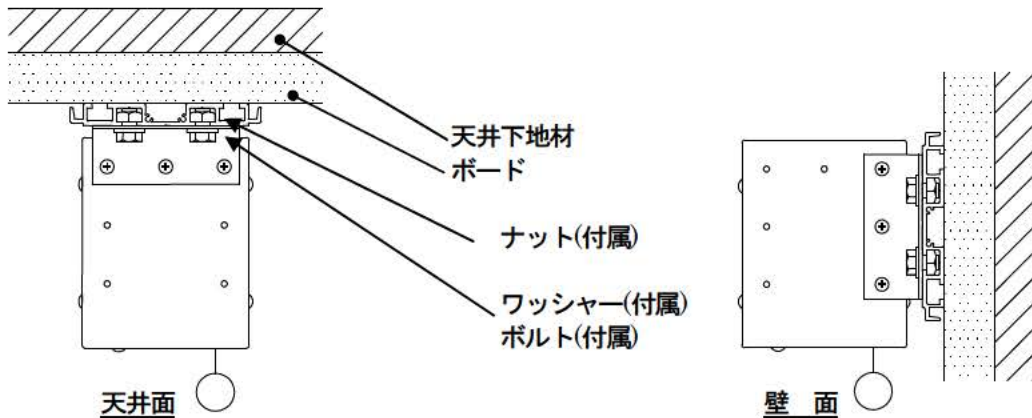 天井下地材
ボード
ナット(付属)
ワッシャー(付属)
ボルト(付属)
天井面
壁　面